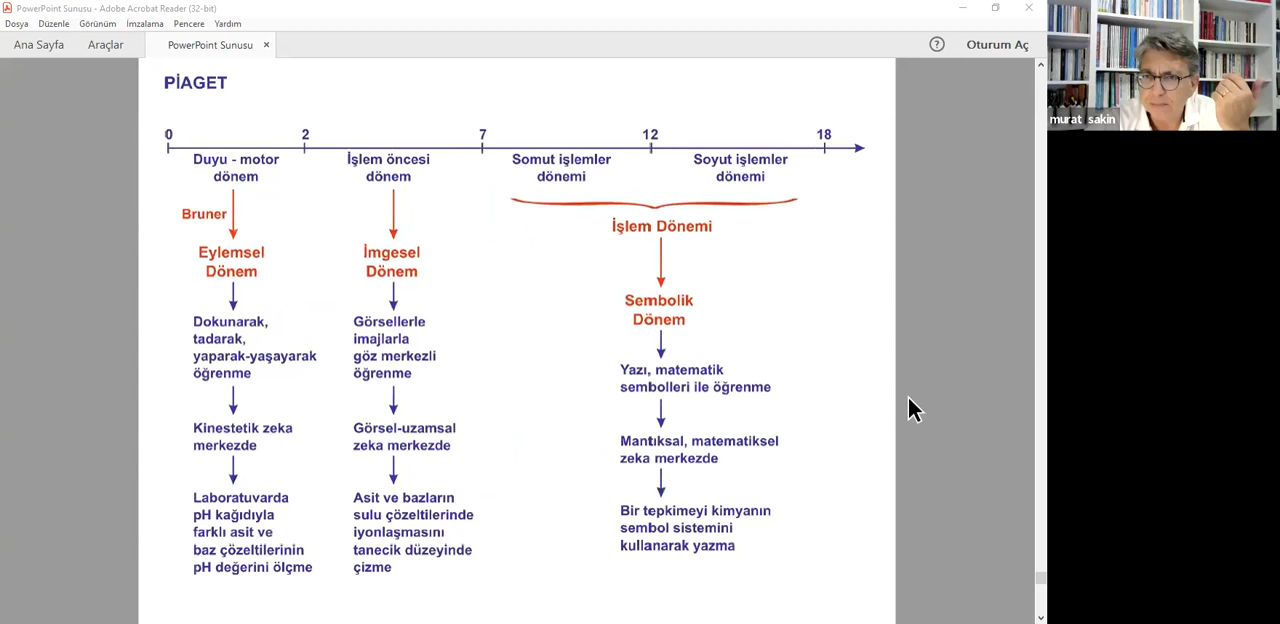 PowerPoint Sunusu - Adobe Acrobat Reader (32-bit)
Dosya Düzenle Görünüm İmzalama Pencere Yardım
Ana Sayfa Araçlar PowerPoint Sunusu × ? Oturum Aç
murat sakin
PİAGET
0 2 7 12 18
Duyu - motor
dönem
İşlem öncesi
dönem
Somut işlemler
dönemi
Soyut işlemler
dönemi
Bruner
İşlem Dönemi
Eylemsel
Dönem
İmgesel
Dönem
Sembolik
Dönem
Dokunarak,
tadarak,
yaparak-yaşayarak
öğrenme
Görsellerle
imajlarla
göz merkezli
öğrenme
Yazı, matematik
sembolleri ile öğrenme
Kinestetik zeka
merkezde
Görsel-uzamsal
zeka merkezde
Mantıksal, matematiksel
zeka merkezde
Laboratuvarda
pH kağıdıyla
farklı asit ve
baz çözeltilerinin
pH değerini ölçme
Asit ve bazların
sulu çözeltilerinde
iyonlaşmasını
tanecik düzeyinde
çizme
Bir tepkimeyi kimyanın
sembol sistemini
kullanarak yazma